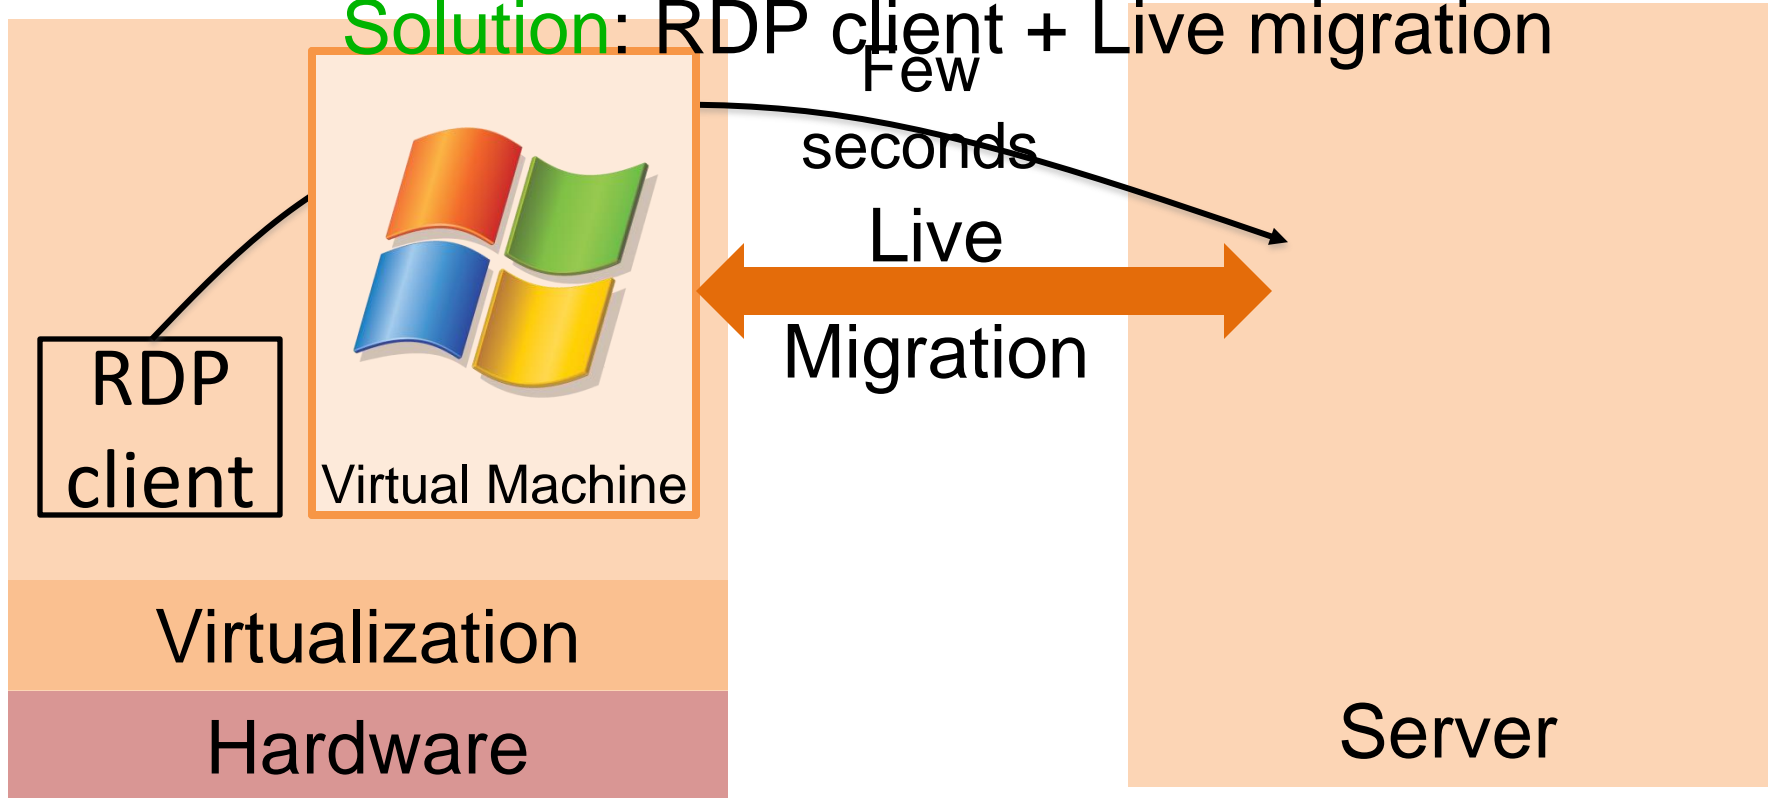 Solution: RDP client + Live migration
Few
seconds
Live
Migration
RDP
client
Virtual Machine
Virtualization
Hardware
Server